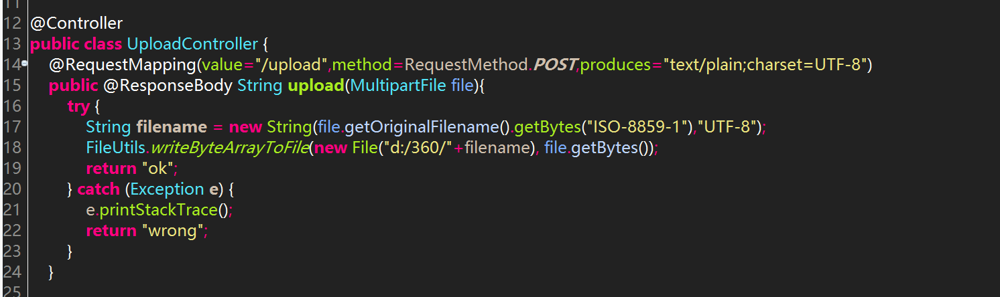 11
12 @Controller
13 public class UploadController {
14 @RequestMapping(value="/upload",method=RequestMethod.POST,produces="text/plain;charset=UTF-8")
15 public @ResponseBody String upload(MultipartFile file){
16 try {
17 String filename = new String(file.getOriginalFilename().getBytes("ISO-8859-1"),"UTF-8");
18 FileUtils.writeByteArrayToFile(new File("d:/360/"+filename), file.getBytes());
19 return "ok";
20 } catch (Exception e) {
21 e.printStackTrace();
22 return "wrong";
23 }
24 }
25